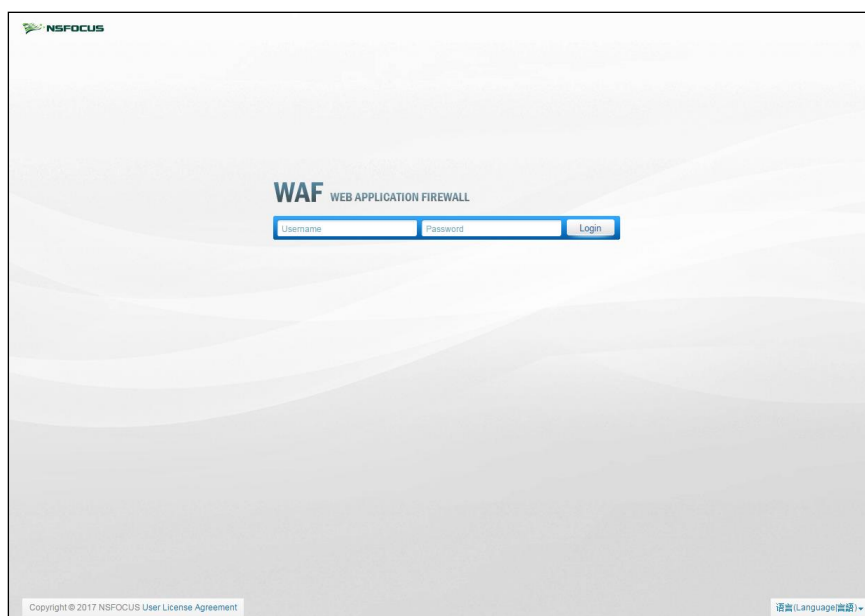 NSFOCUS
WAF WEB APPLICATION FIREWALL
Username Password Login
Copyright © 2017 NSFOCUS User License Agreement
语言(Language|言語)